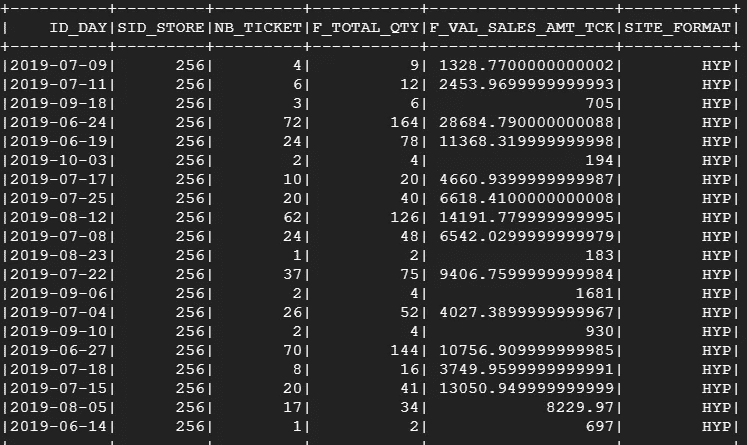 +----------+---------+---------+-----------+------------------+-----------+
|    ID_DAY|SID_STORE|NB_TICKET|F_TOTAL_QTY|F_VAL_SALES_AMT_TCK|SITE_FORMAT|
+----------+---------+---------+-----------+------------------+-----------+
|2019-07-09| 256| 4| 9| 1328.7700000000002| HYP|
|2019-07-11| 256| 6| 12| 2453.9699999999993| HYP|
|2019-09-18| 256| 3| 6| 705| HYP|
|2019-06-24| 256| 72| 164| 28684.790000000088| HYP|
|2019-06-19| 256| 24| 78| 11368.319999999998| HYP|
|2019-10-03| 256| 2| 4| 194| HYP|
|2019-07-17| 256| 10| 20| 4660.9399999999987| HYP|
|2019-07-25| 256| 20| 40| 6618.4100000000008| HYP|
|2019-08-12| 256| 62| 126| 14191.779999999995| HYP|
|2019-07-08| 256| 24| 48| 6542.0299999999979| HYP|
|2019-08-23| 256| 1| 2| 183| HYP|
|2019-07-22| 256| 37| 75| 9406.7599999999984| HYP|
|2019-09-06| 256| 2| 4| 1681| HYP|
|2019-07-04| 256| 26| 52| 4027.3899999999967| HYP|
|2019-09-10| 256| 2| 4| 930| HYP|
|2019-06-27| 256| 70| 144| 10756.909999999985| HYP|
|2019-07-18| 256| 8| 16| 3749.9599999999991| HYP|
|2019-07-15| 256| 20| 41| 13050.949999999999| HYP|
|2019-08-05| 256| 17| 34| 8229.97| HYP|
|2019-06-14| 256| 1| 2| 697| HYP|